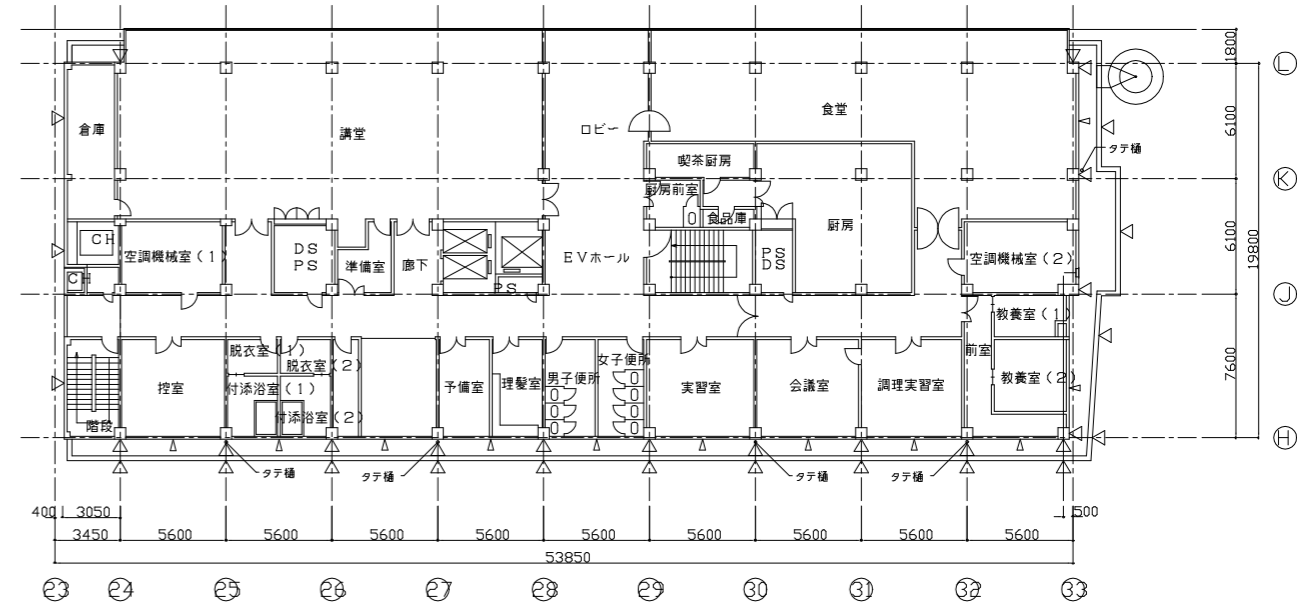 1800
L
倉庫
講堂
ロビー
食堂
6100
タテ樋
喫茶厨房
K
厨房前室
食品庫
厨房
CH
空調機械室(1)
DS
PS
準備室
廊下
EVホール
PS
DS
空調機械室(2)
6100
19800
CH
PS
J
教養室(1)
脱衣室(1)
脱衣室(2)
女子便所
前室
控室
付添浴室(1)
予備室
理髪室
男子便所
実習室
会議室
調理実習室
教養室(2)
7600
付添浴室(2)
階段
H
タテ樋
タテ樋
タテ樋
タテ樋
400
3050
500
3450
5600
5600
5600
5600
5600
5600
5600
5600
5600
53850
23
24
25
26
27
28
29
30
31
32
33